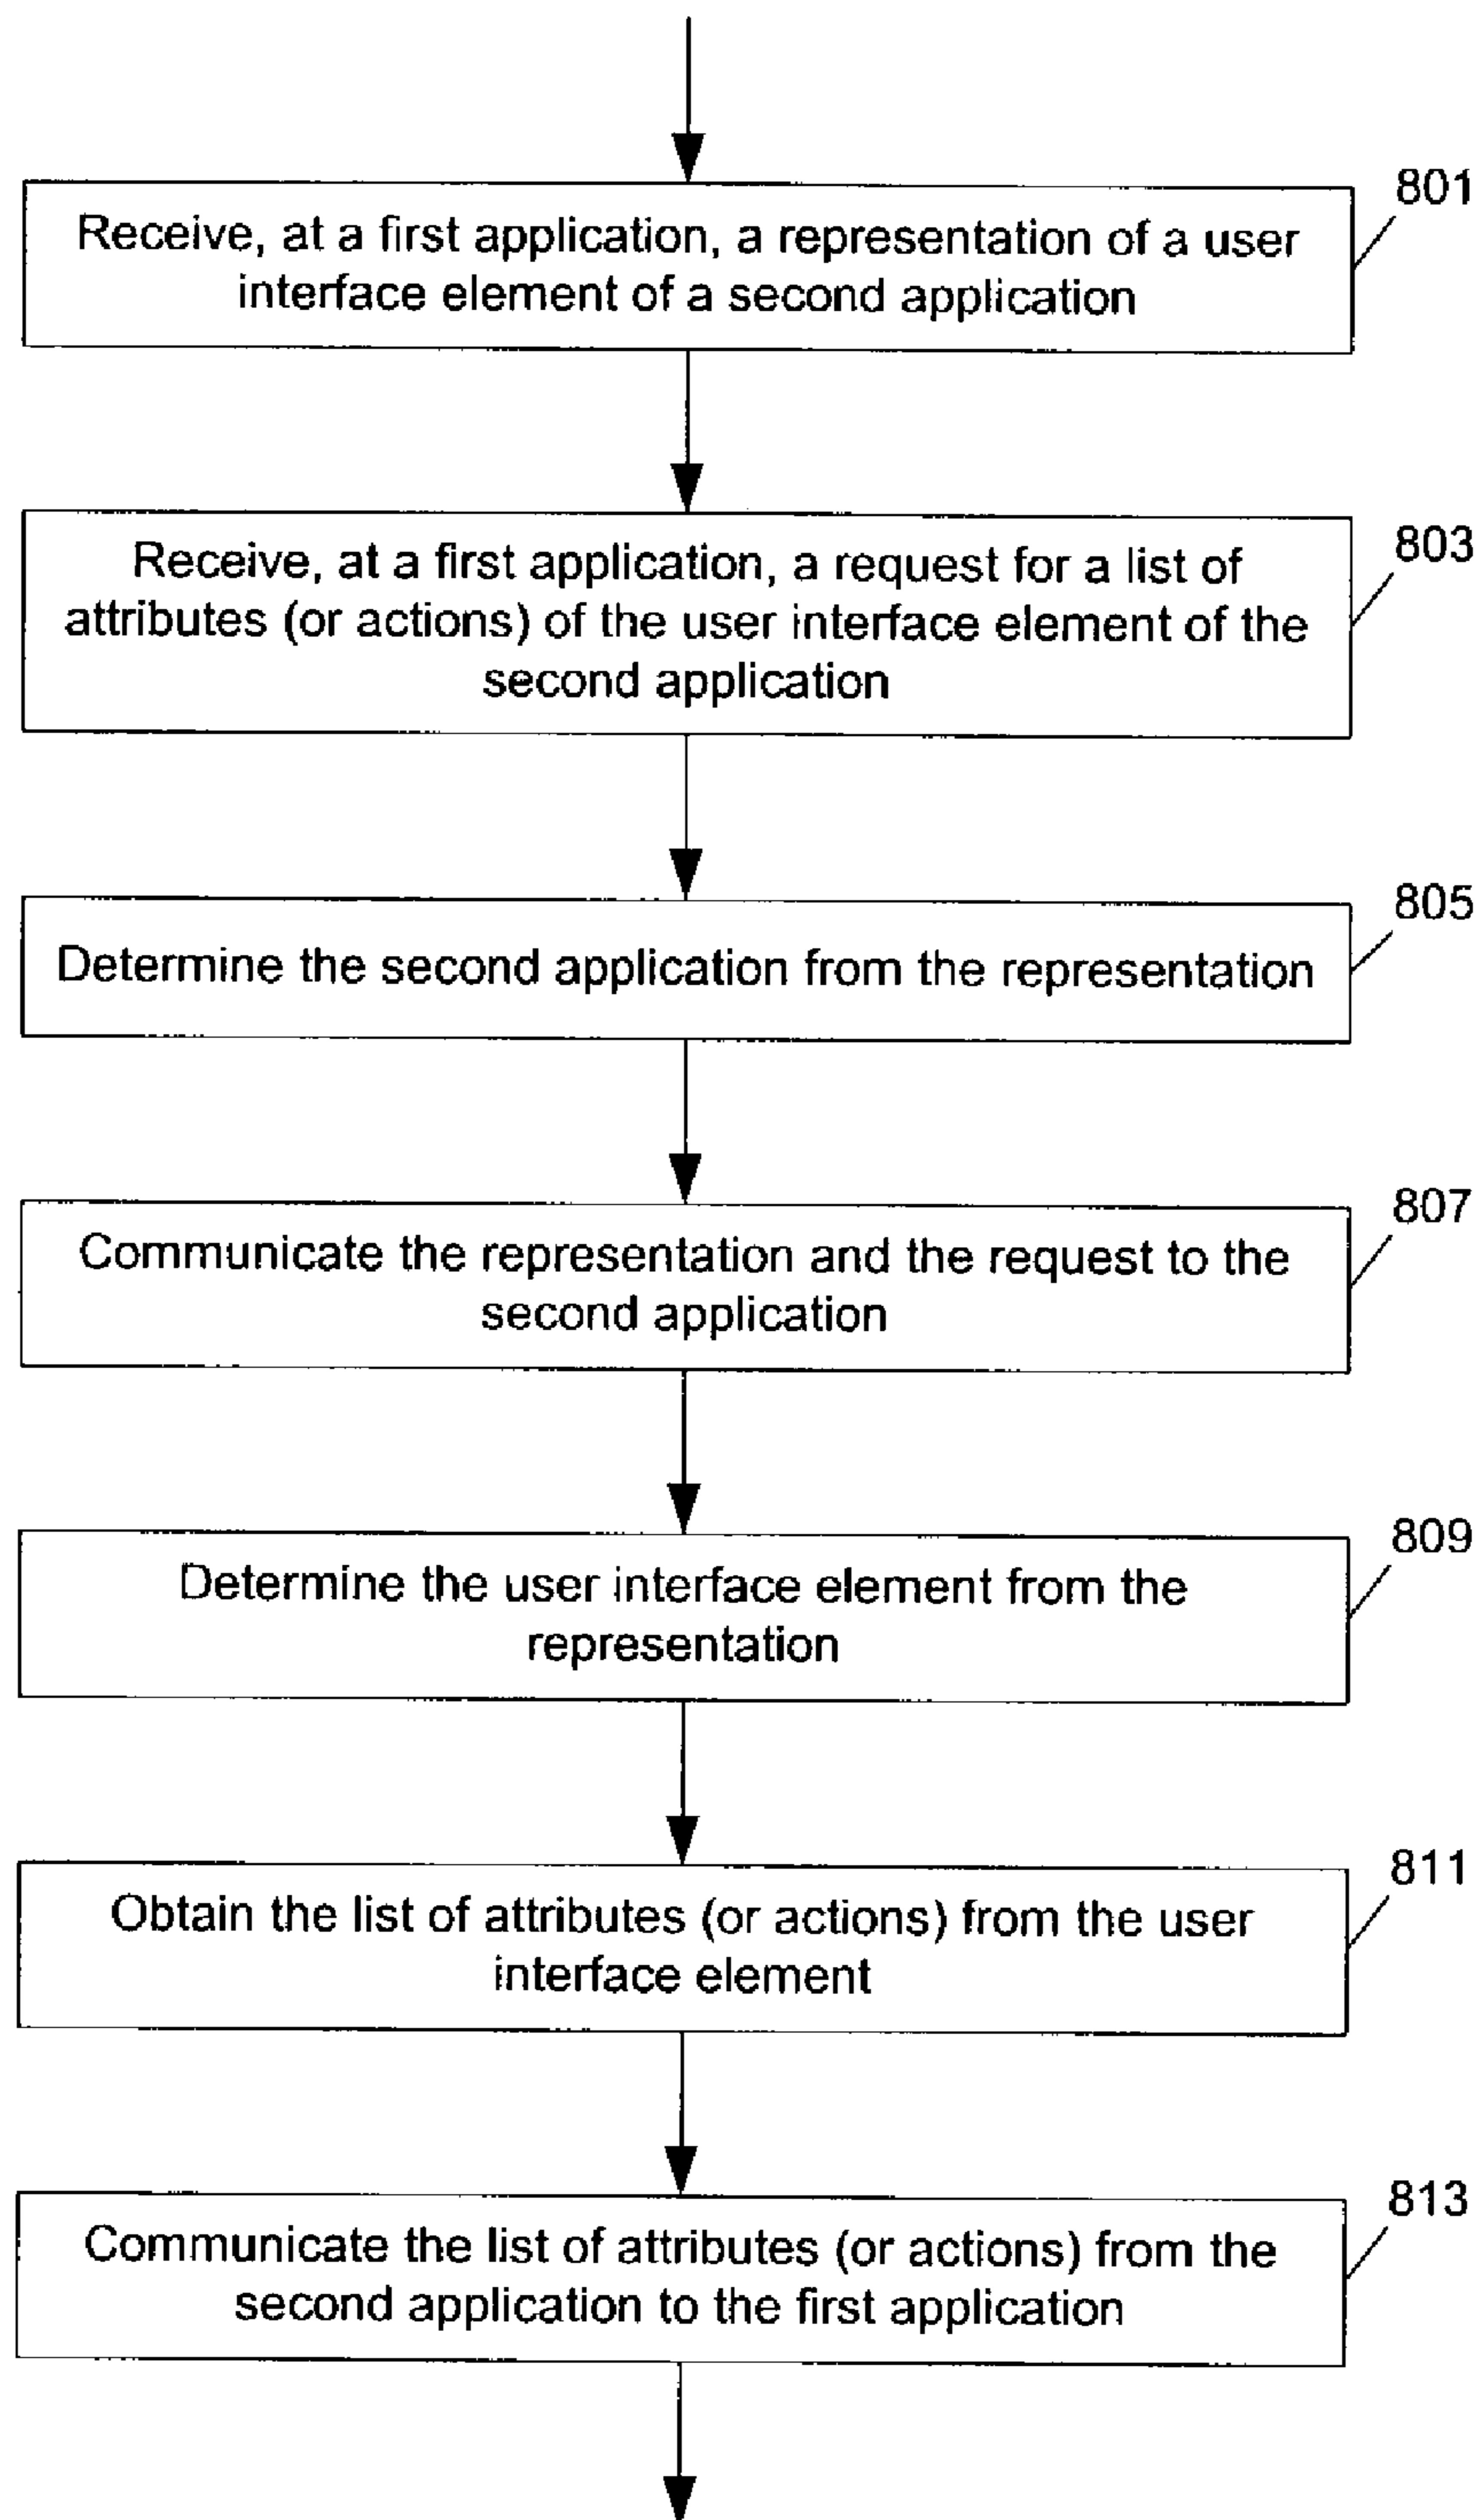 801
Receive, at a first application, a representation of a user
interface element of a second application
803
Receive, at a first application, a request for a list of
attributes (or actions) of the user interface element of the
second application
805
Determine the second application from the representation
807
Communicate the representation and the request to the
second application
809
Determine the user interface element from the
representation
811
Obtain the list of attributes (or actions) from the user
interface element
813
Communicate the list of attributes (or actions) from the
second application to the first application